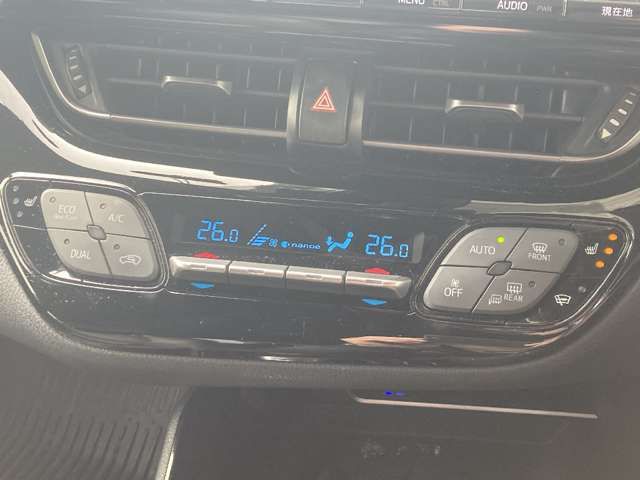 MENU
AUDIO PWR
現在地
ECO
A/C
DUAL
26.0
nanoe
26.0
AUTO
FRONT
OFF
REAR